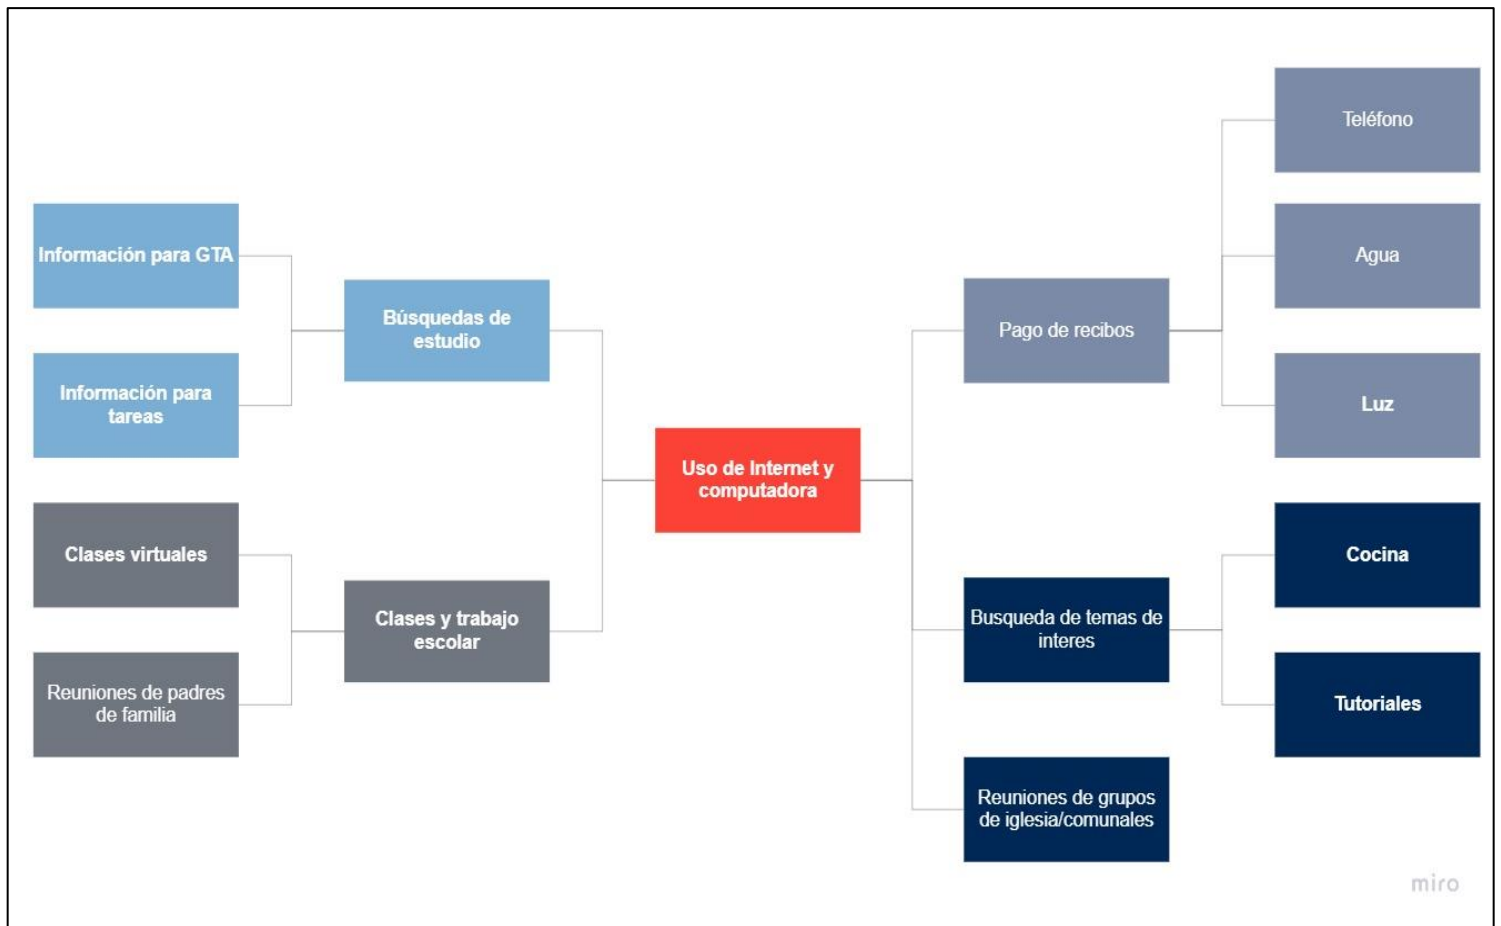 Teléfono
Información para GTA
Agua
Búsquedas de
estudio
Pago de recibos
Información para
tareas
Luz
Uso de Internet y
computadora
Clases virtuales
Cocina
Clases y trabajo
escolar
Busqueda de temas de
interes
Reuniones de padres
de familia
Tutoriales
Reuniones de grupos
de iglesia/comunales
miro